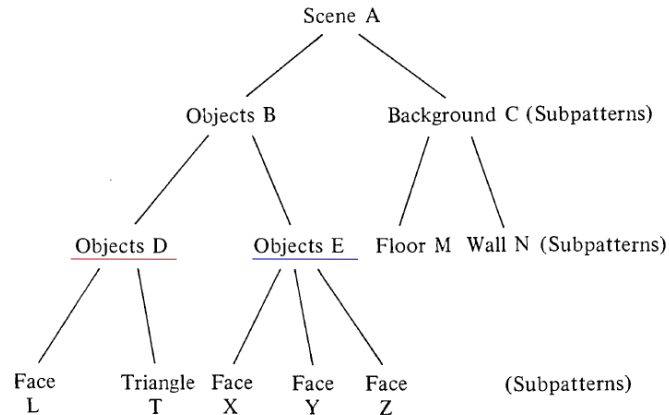 Scene A
Objects B
Background C (Subpatterns)
Objects D
Objects E
Floor M
Wall N (Subpatterns)
Face L
Triangle T
Face X
Face Y
Face Z
(Subpatterns)